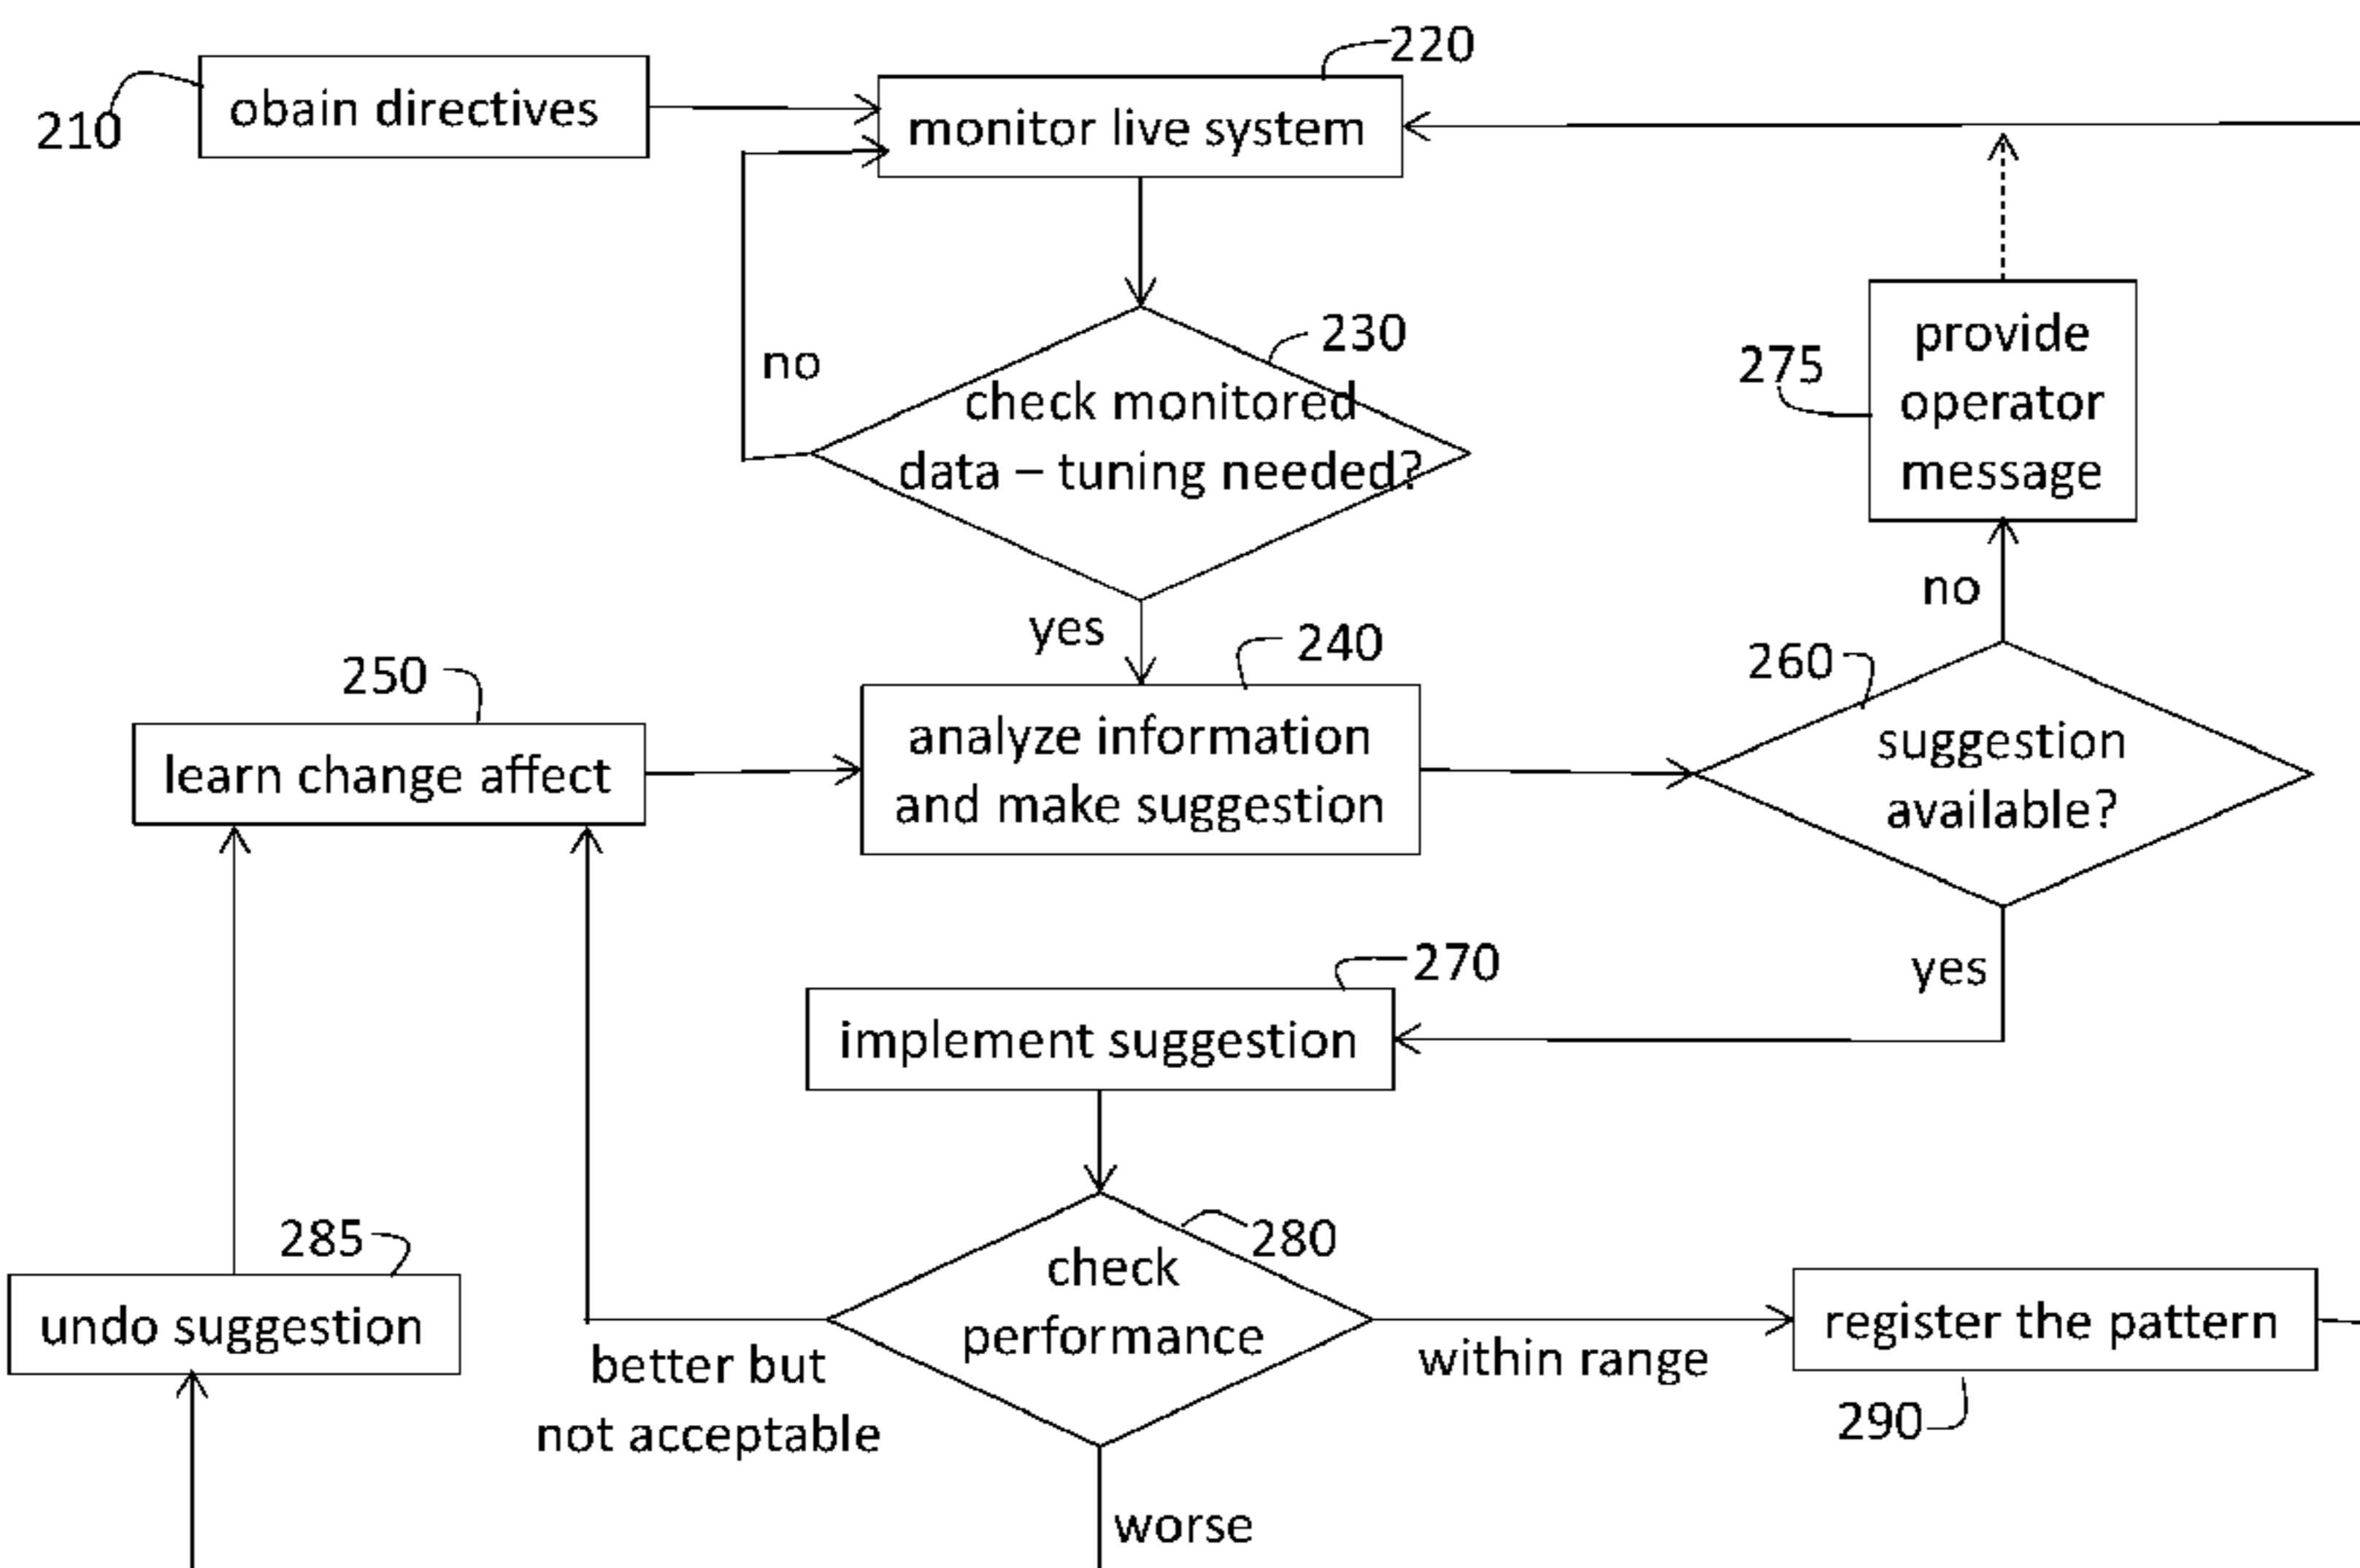 220
210
obain directives
monitor live system
230
no
check monitored
data – tuning needed?
275
provide
operator
message
no
yes
240
250
260
learn change affect
analyze information
and make suggestion
suggestion
available?
yes
270
implement suggestion
285
280
undo suggestion
check
performance
better but
not acceptable
within range
register the pattern
290
worse